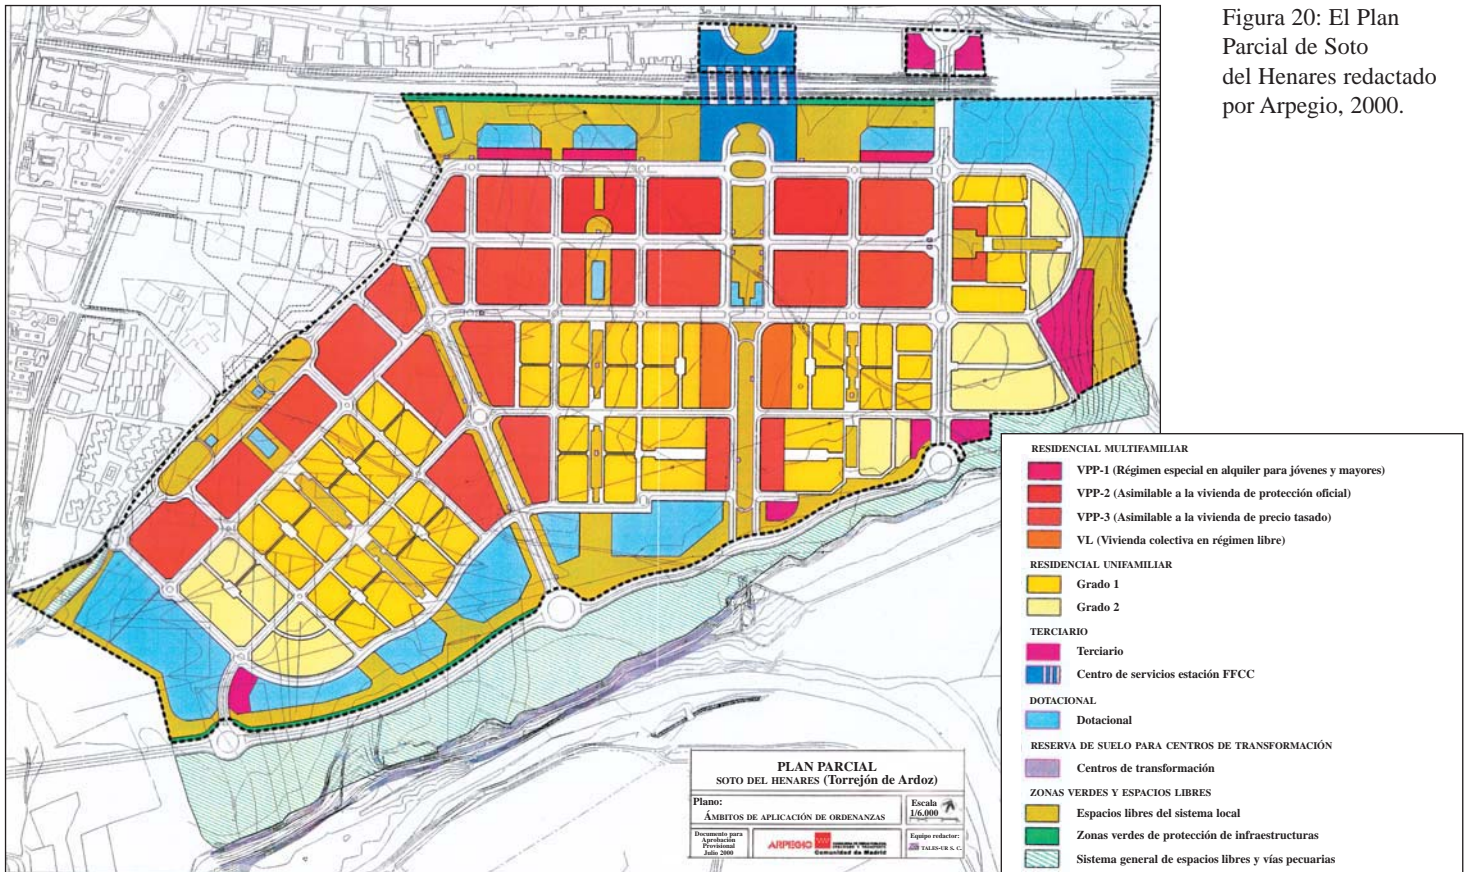 Figura 20: El Plan
Parcial de Soto
del Henares redactado
por Arpegio, 2000.
RESIDENCIAL MULTIFAMILIAR
VPP-1 (Régimen especial en alquiler para jóvenes y mayores)
VPP-2 (Asimilable a la vivienda de protección oficial)
VPP-3 (Asimilable a la vivienda de precio tasado)
VL (Vivienda colectiva en régimen libre)
RESIDENCIAL UNIFAMILIAR
Grado 1
Grado 2
TERCIARIO
Terciario
Centro de servicios estación FFCC
DOTACIONAL
Dotacional
RESERVA DE SUELO PARA CENTROS DE TRANSFORMACIÓN
Centros de transformación
ZONAS VERDES Y ESPACIOS LIBRES
Espacios libres del sistema local
Zonas verdes de protección de infraestructuras
Sistema general de espacios libres y vías pecuarias
PLAN PARCIAL
SOTO DEL HENARES (Torrejón de Ardoz)
Plano:
ÁMBITOS DE APLICACIÓN DE ORDENANZAS
Escala
1/6.000
Documento para
Aprobación
Provisional
Julio 2000
ARPEGIO
Comunidad de Madrid
Equipo redactor:
TALES-UR S. C.